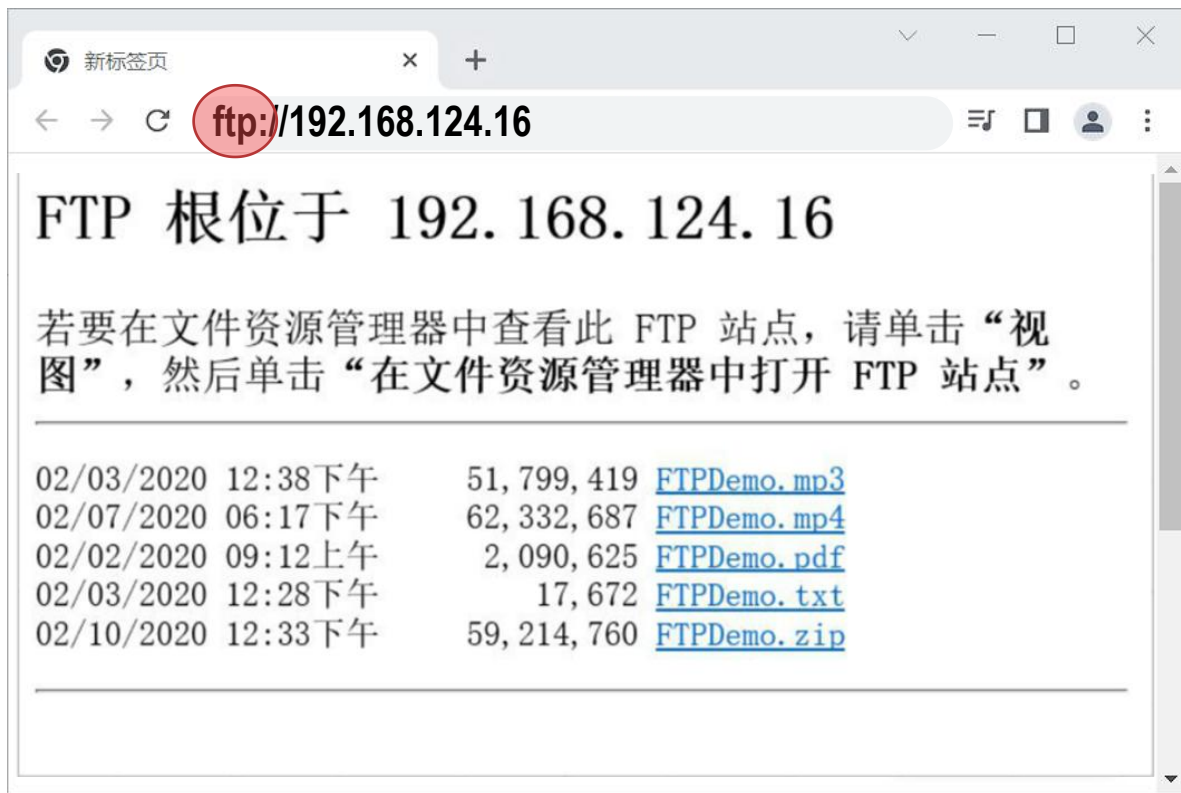 新标签页
ftp://192.168.124.16
FTP 根位于 192.168.124.16
若要在文件资源管理器中查看此 FTP 站点，请单击“视
图”，然后单击“在文件资源管理器中打开 FTP 站点”。
02/03/2020 12:38下午 51,799,419 FTPDemo.mp3
02/07/2020 06:17下午 62,332,687 FTPDemo.mp4
02/02/2020 09:12上午 2,090,625 FTPDemo.pdf
02/03/2020 12:28下午 17,672 FTPDemo.txt
02/10/2020 12:33下午 59,214,760 FTPDemo.zip